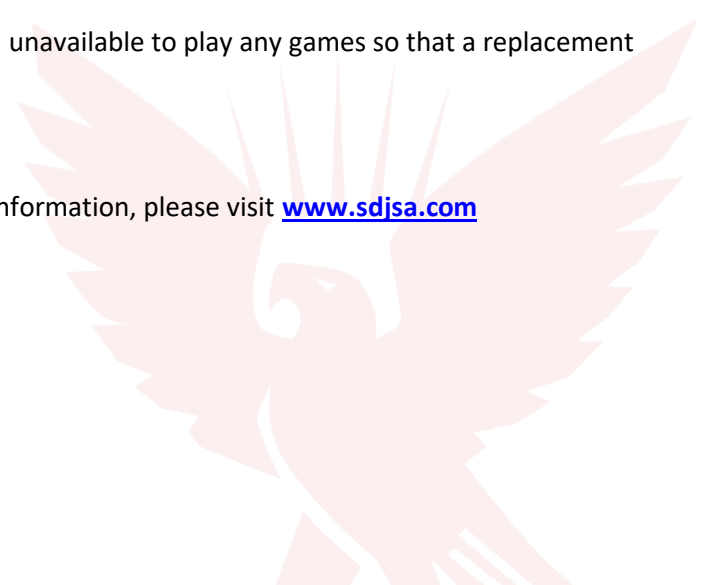 unavailable to play any games so that a replacement
nformation, please visit www.sdjsa.com